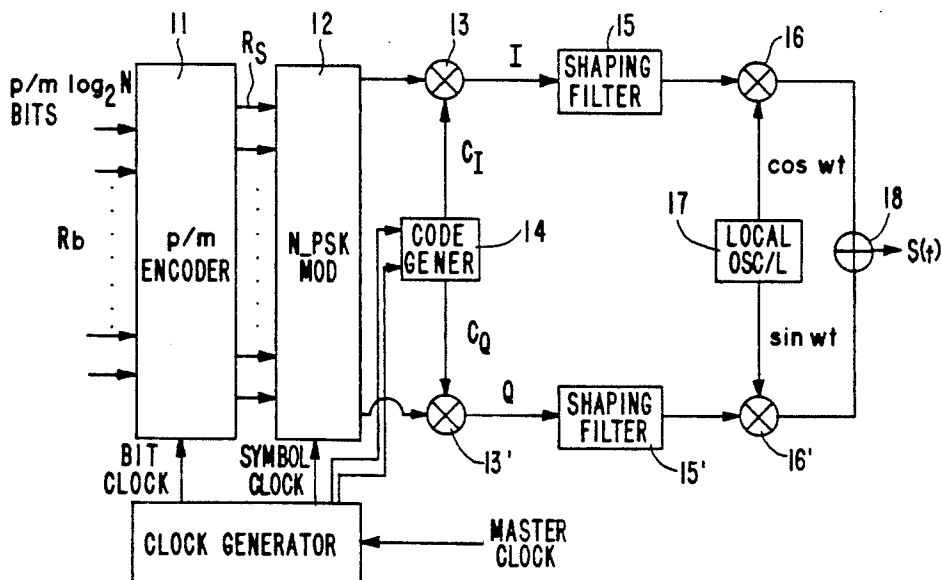 11
12
13
15
16
p/m log2 N
BITS
RS
I
SHAPING
FILTER
CI
cos wt
Rb
p/m
ENCODER
N_PSK
MOD
CODE
GENER
14
17
LOCAL
OSC/L
18
S(t)
CQ
sin wt
Q
SHAPING
FILTER
13'
15'
16'
BIT
CLOCK
SYMBOL
CLOCK
CLOCK GENERATOR
MASTER
CLOCK